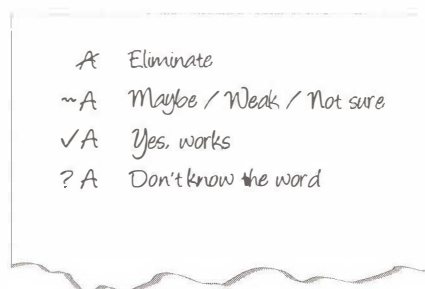 A Eliminate
~A Maybe / Weak / Not sure
✓A Yes, works
?A Don't know the word